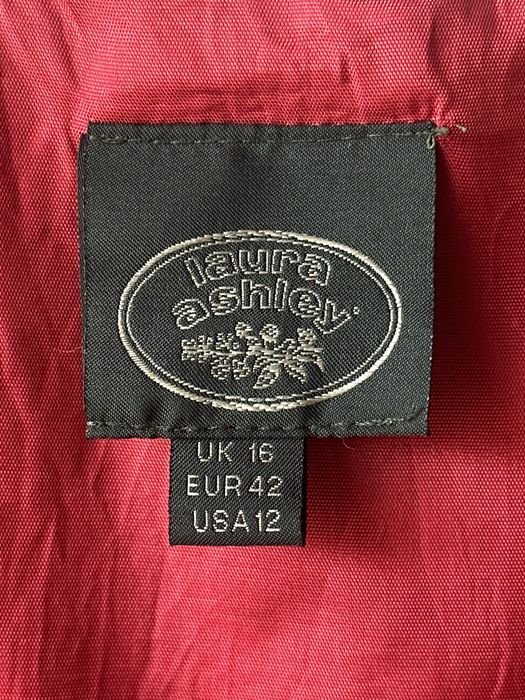 laura
ashley.
UK 16
EUR 42
USA 12